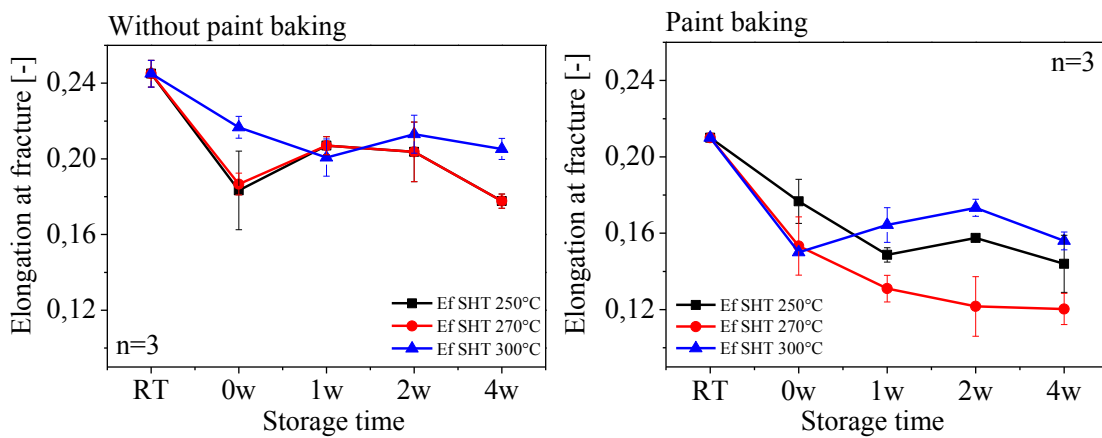 Without paint baking
Elongation at fracture [-]
0,24
0,20
0,16
0,12
Ef SHT 250°C
Ef SHT 270°C
Ef SHT 300°C
n=3
RT 0w 1w 2w 4w
Storage time
Paint baking
n=3
Elongation at fracture [-]
0,24
0,20
0,16
0,12
Ef SHT 250°C
Ef SHT 270°C
Ef SHT 300°C
RT 0w 1w 2w 4w
Storage time